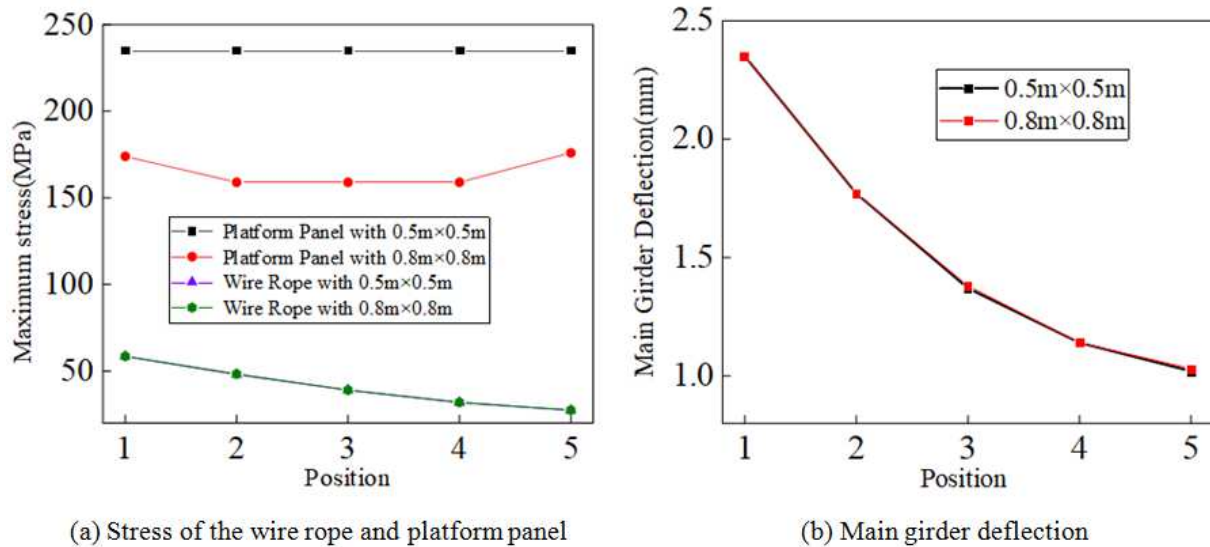 250
200
150
100
50
Maximum stress(MPa)
Platform Panel with 0.5m×0.5m
Platform Panel with 0.8m×0.8m
Wire Rope with 0.5m×0.5m
Wire Rope with 0.8m×0.8m
1 2 3 4 5
Position
(a) Stress of the wire rope and platform panel
2.5
2.0
1.5
1.0
Main Girder Deflection(mm)
0.5m×0.5m
0.8m×0.8m
1 2 3 4 5
Position
(b) Main girder deflection